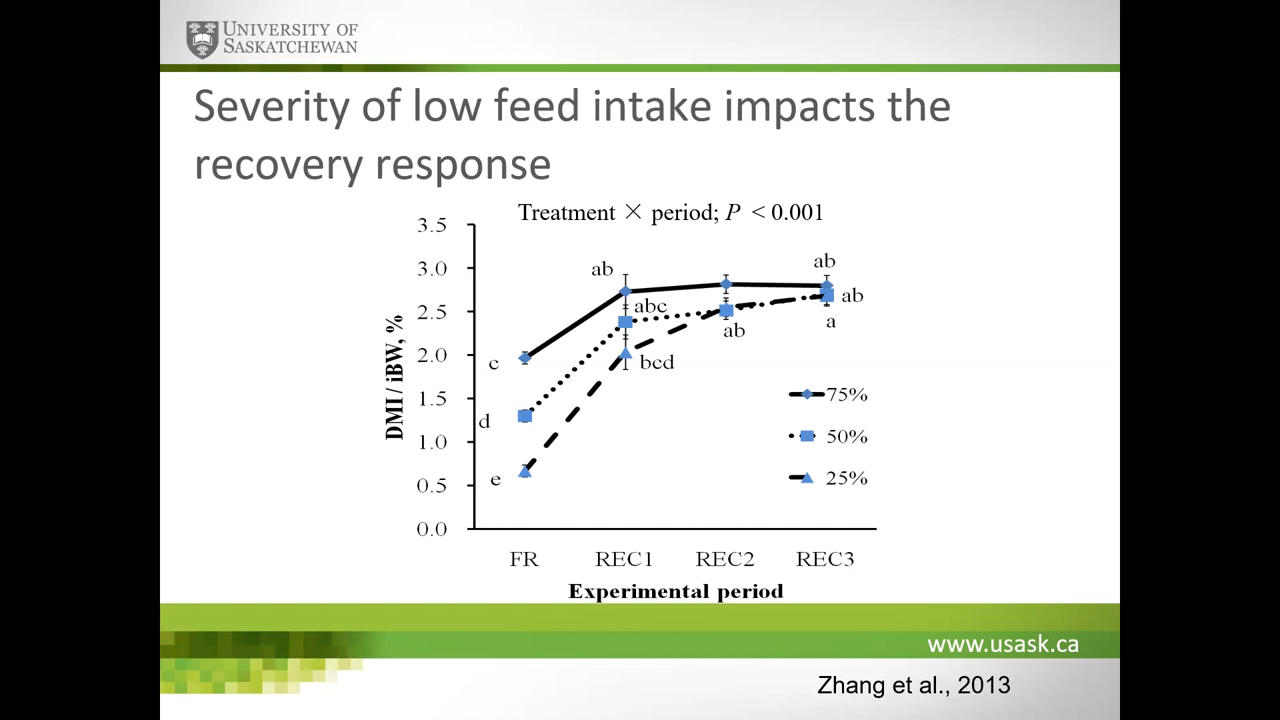 UNIVERSITY OF
SASKATCHEWAN
Severity of low feed intake impacts the
recovery response
Treatment × period; P < 0.001
3.5
3.0
2.5
2.0
1.5
1.0
0.5
0.0
DMI / iBW, %
ab
abc
bcd
ab
ab
ab
a
c
d
e
75%
50%
25%
FR REC1 REC2 REC3
Experimental period
www.usask.ca
Zhang et al., 2013